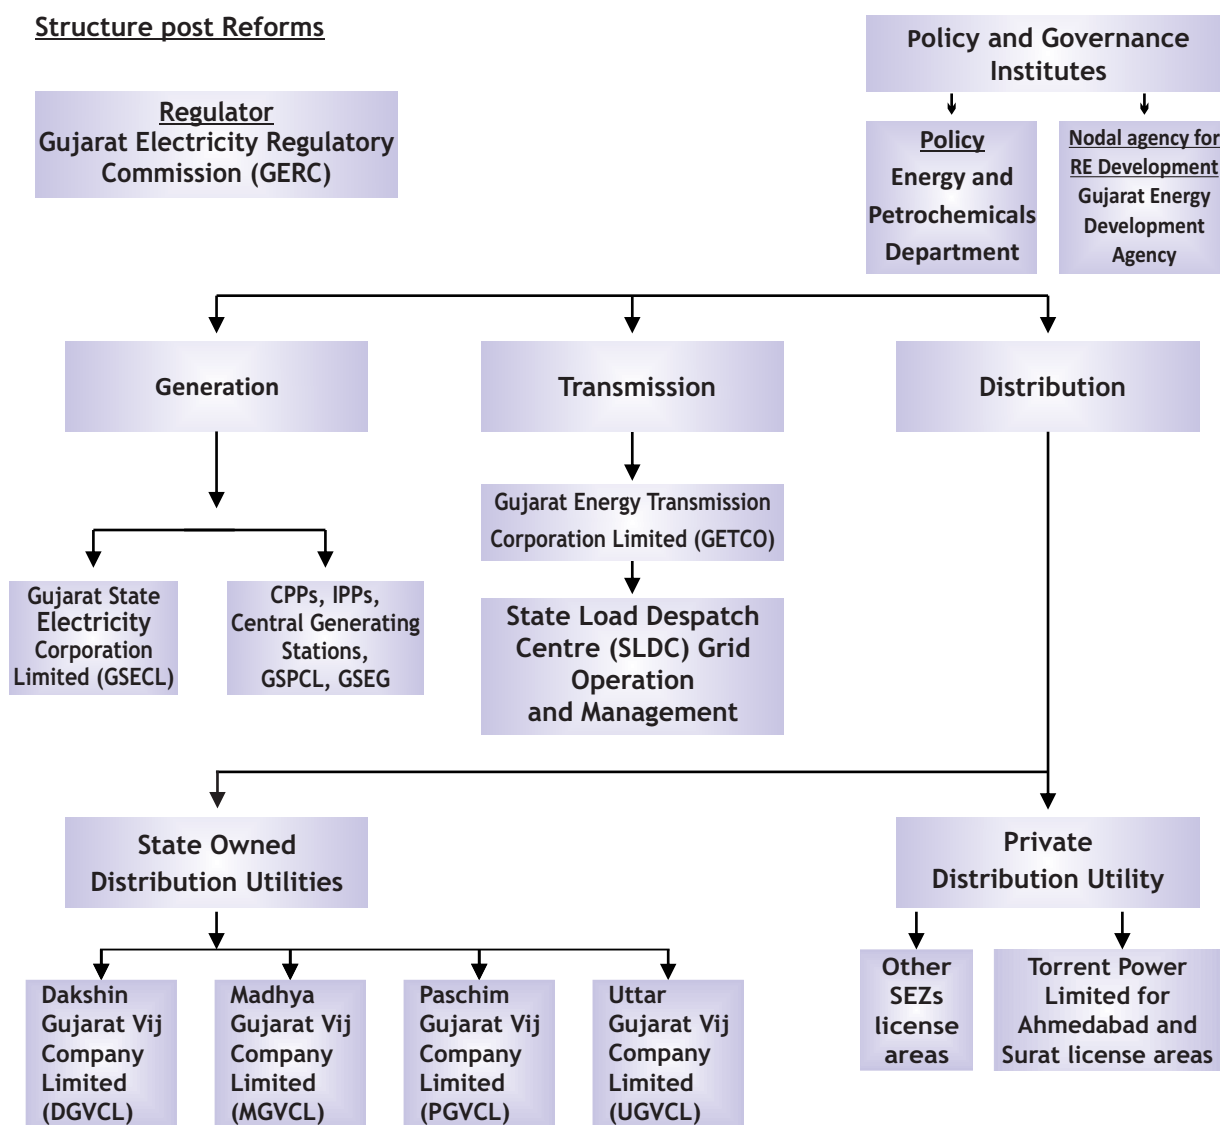 Structure post Reforms
Regulator
Gujarat Electricity Regulatory
Commission (GERC)
Policy and Governance
Institutes
Policy
Energy and
Petrochemicals
Department
Nodal agency for
RE Development
Gujarat Energy
Development
Agency
Generation
Transmission
Distribution
Gujarat Energy Transmission
Corporation Limited (GETCO)
Gujarat State
Electricity
Corporation
Limited (GSECL)
CPPs, IPPs,
Central Generating
Stations,
GSPCL, GSEG
State Load Despatch
Centre (SLDC) Grid
Operation
and Management
State Owned
Distribution Utilities
Private
Distribution Utility
Dakshin
Gujarat Vij
Company
Limited
(DGVCL)
Madhya
Gujarat Vij
Company
Limited
(MGVCL)
Paschim
Gujarat Vij
Company
Limited
(PGVCL)
Uttar
Gujarat Vij
Company
Limited
(UGVCL)
Other
SEZs
license
areas
Torrent Power
Limited for
Ahmedabad and
Surat license areas